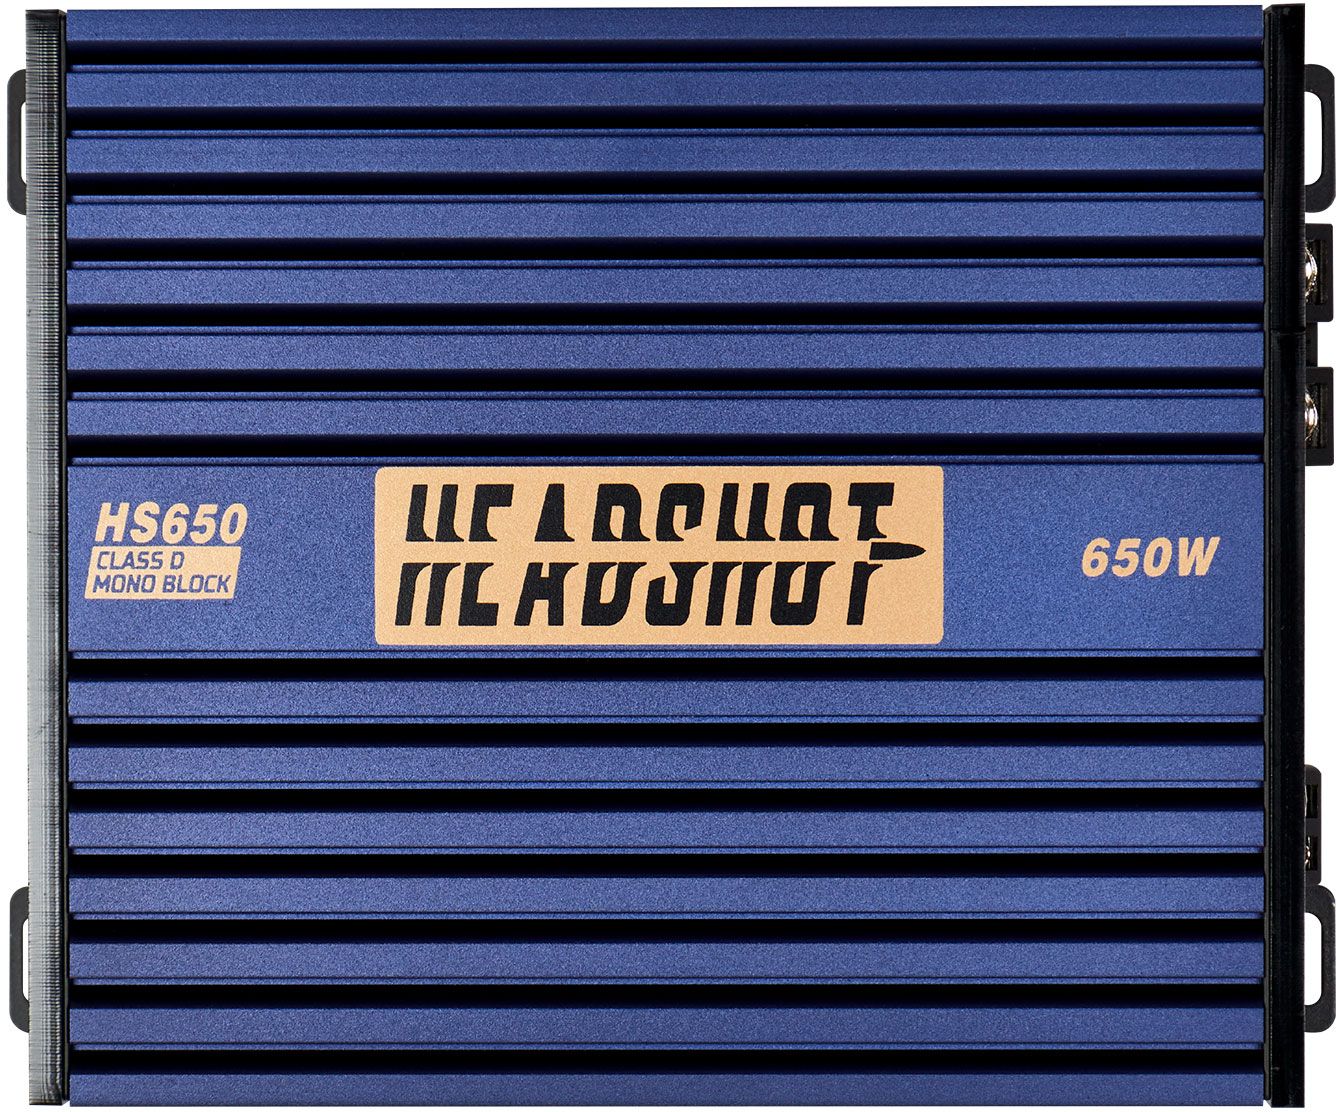 HS650
CLASS D
MONO BLOCK
HEADSHOT
650W